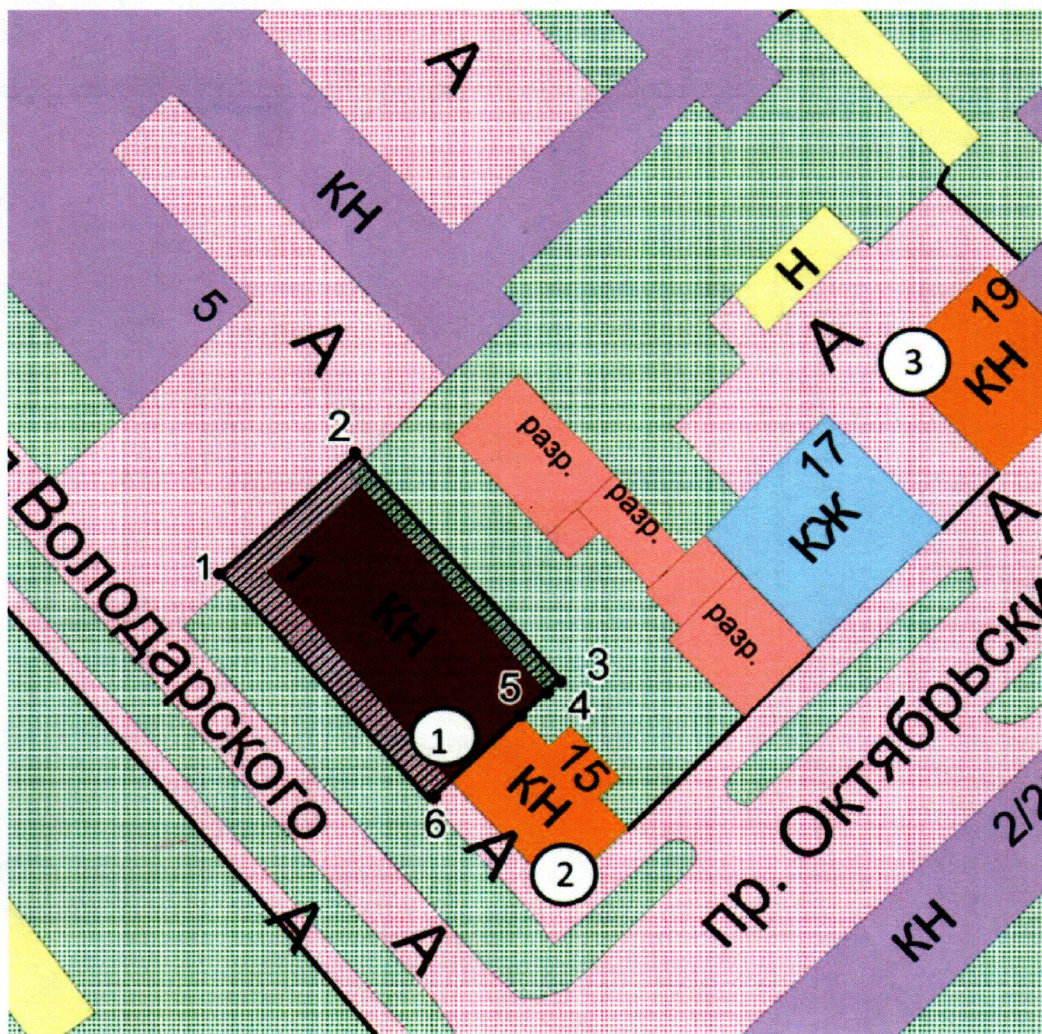 А
КН
5
А
Н
А
19
КН
3
2
разр.
разр.
разр.
17
КЖ
А
1
1
КН
Володарского
3
4
5
1
6
15
КН
2
А
А
А
пр. Октябрьски
2/2
КН